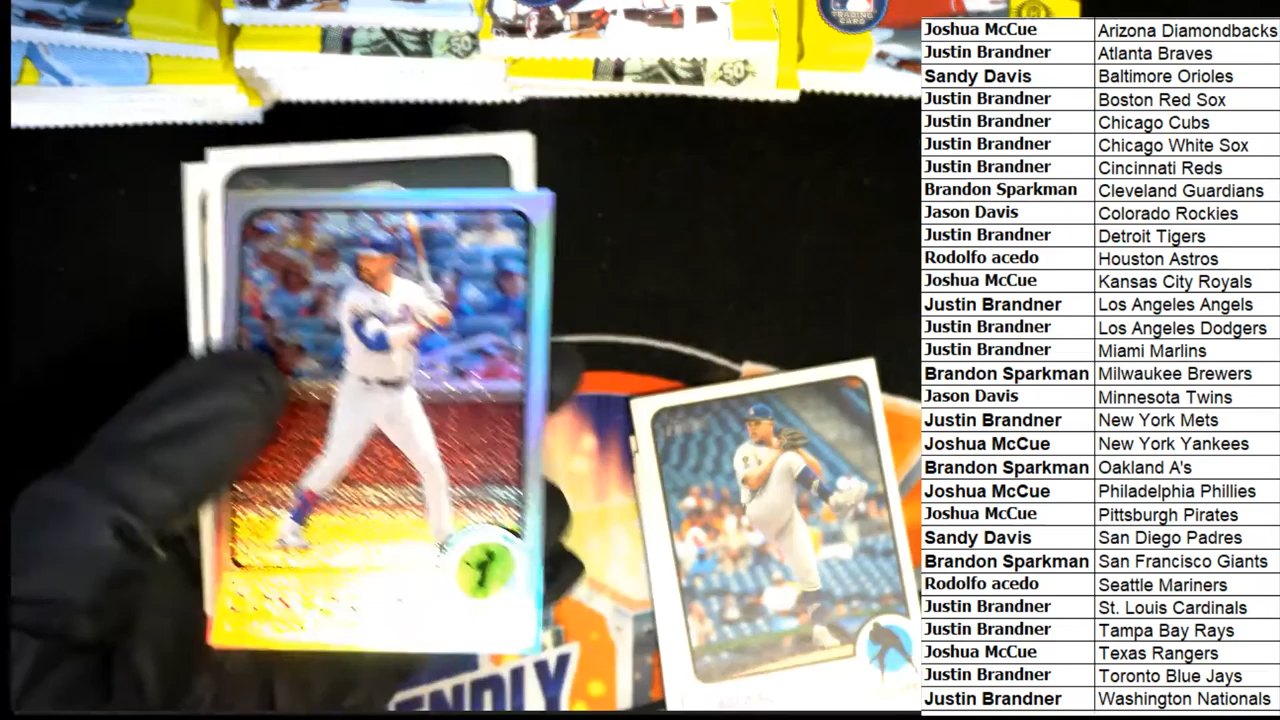 TRADING CARD
50
50
Joshua McCue Arizona Diamondbacks
Justin Brandner Atlanta Braves
Sandy Davis Baltimore Orioles
Justin Brandner Boston Red Sox
Justin Brandner Chicago Cubs
Justin Brandner Chicago White Sox
Justin Brandner Cincinnati Reds
Brandon Sparkman Cleveland Guardians
Jason Davis Colorado Rockies
Justin Brandner Detroit Tigers
Rodolfo acedo Houston Astros
Joshua McCue Kansas City Royals
Justin Brandner Los Angeles Angels
Justin Brandner Los Angeles Dodgers
Justin Brandner Miami Marlins
Brandon Sparkman Milwaukee Brewers
Jason Davis Minnesota Twins
Justin Brandner New York Mets
Joshua McCue New York Yankees
Brandon Sparkman Oakland A's
Joshua McCue Philadelphia Phillies
Joshua McCue Pittsburgh Pirates
Sandy Davis San Diego Padres
Brandon Sparkman San Francisco Giants
Rodolfo acedo Seattle Mariners
Justin Brandner St. Louis Cardinals
Justin Brandner Tampa Bay Rays
Joshua McCue Texas Rangers
Justin Brandner Toronto Blue Jays
Justin Brandner Washington Nationals
ENDLY